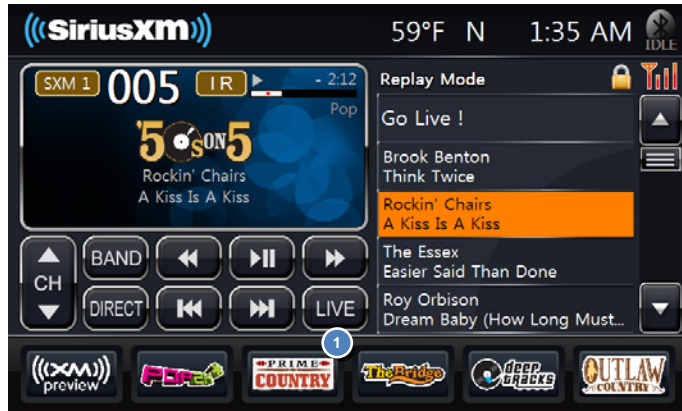 (((SiriusXM)))
59°F N 1:35 AM
IDLE
SXM 1 005 IR - 2:12
Pop
'50sON5
Rockin' Chairs
A Kiss Is A Kiss
Replay Mode
Go Live !
Brook Benton
Think Twice
Rockin' Chairs
A Kiss Is A Kiss
The Essex
Easier Said Than Done
Roy Orbison
Dream Baby (How Long Must...
CH
BAND
DIRECT
LIVE
1
(((XM)))
preview
POP2K
PRIME
COUNTRY
The Bridge
deep
tracks
OUTLAW
COUNTRY